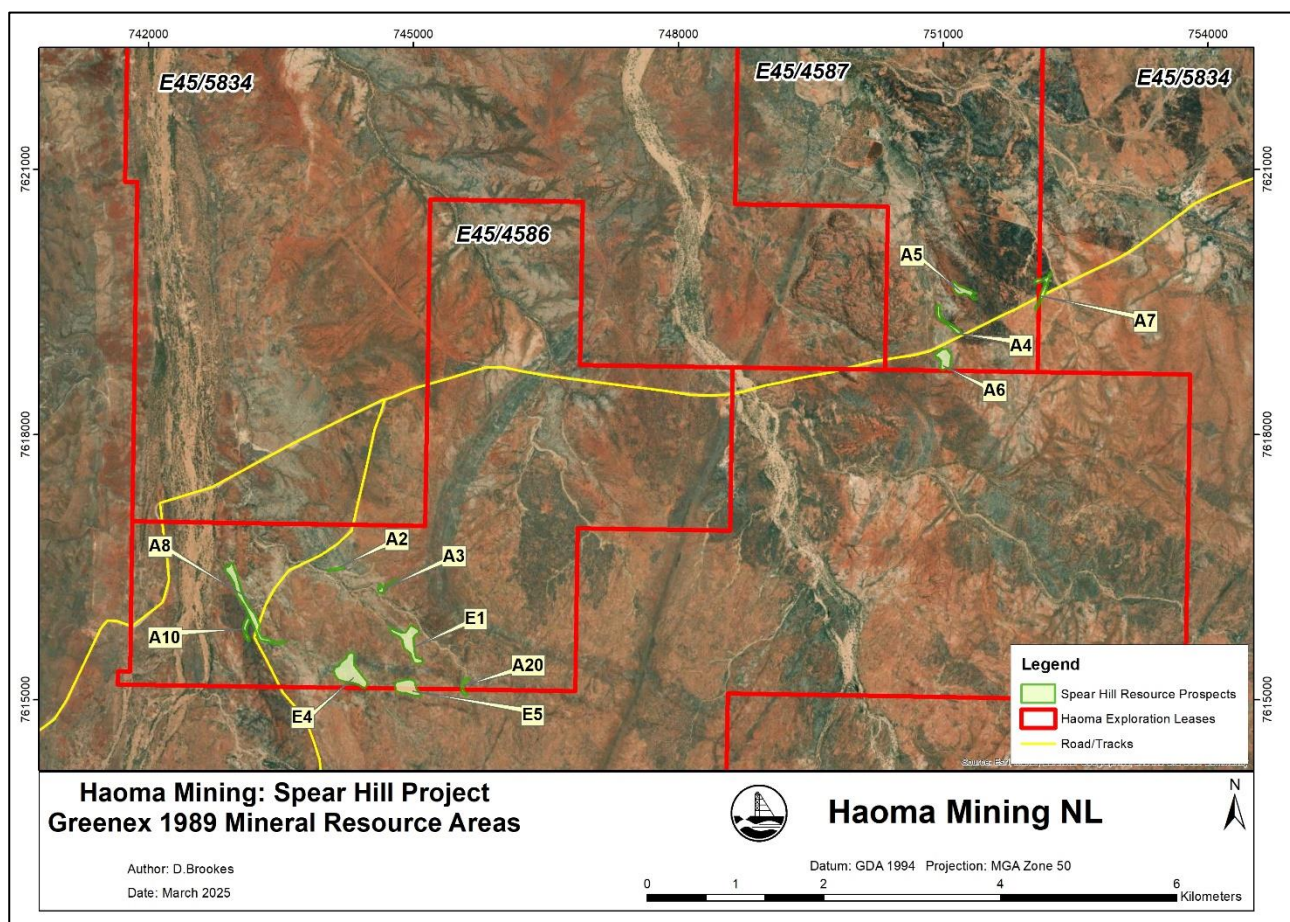 742000 745000 748000 751000 754000
E45/5834 E45/4587 E45/5834
7621000 7621000
E45/4586
A5
A7
A4
A6
7618000 7618000
A8 A2
A3
E1
A10
A20
E4 E5
7615000 7615000
Legend
Spear Hill Resource Prospects
Haoma Exploration Leases
Road/Tracks
Haoma Mining: Spear Hill Project
Greenex 1989 Mineral Resource Areas
Author: D.Brookes
Date: March 2025
Haoma Mining NL
N
Datum: GDA 1994 Projection: MGA Zone 50
0 1 2 4 6
Kilometers